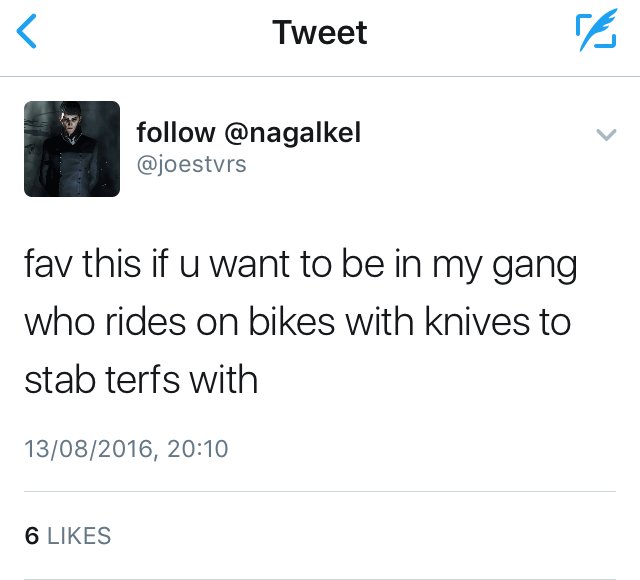 Tweet
follow @nagalkel
@joestvrs
fav this if u want to be in my gang
who rides on bikes with knives to
stab terfs with
13/08/2016, 20:10
6 LIKES